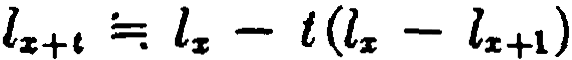 l_{x+t} ≒ l_x − t(l_x − l_{x+1})